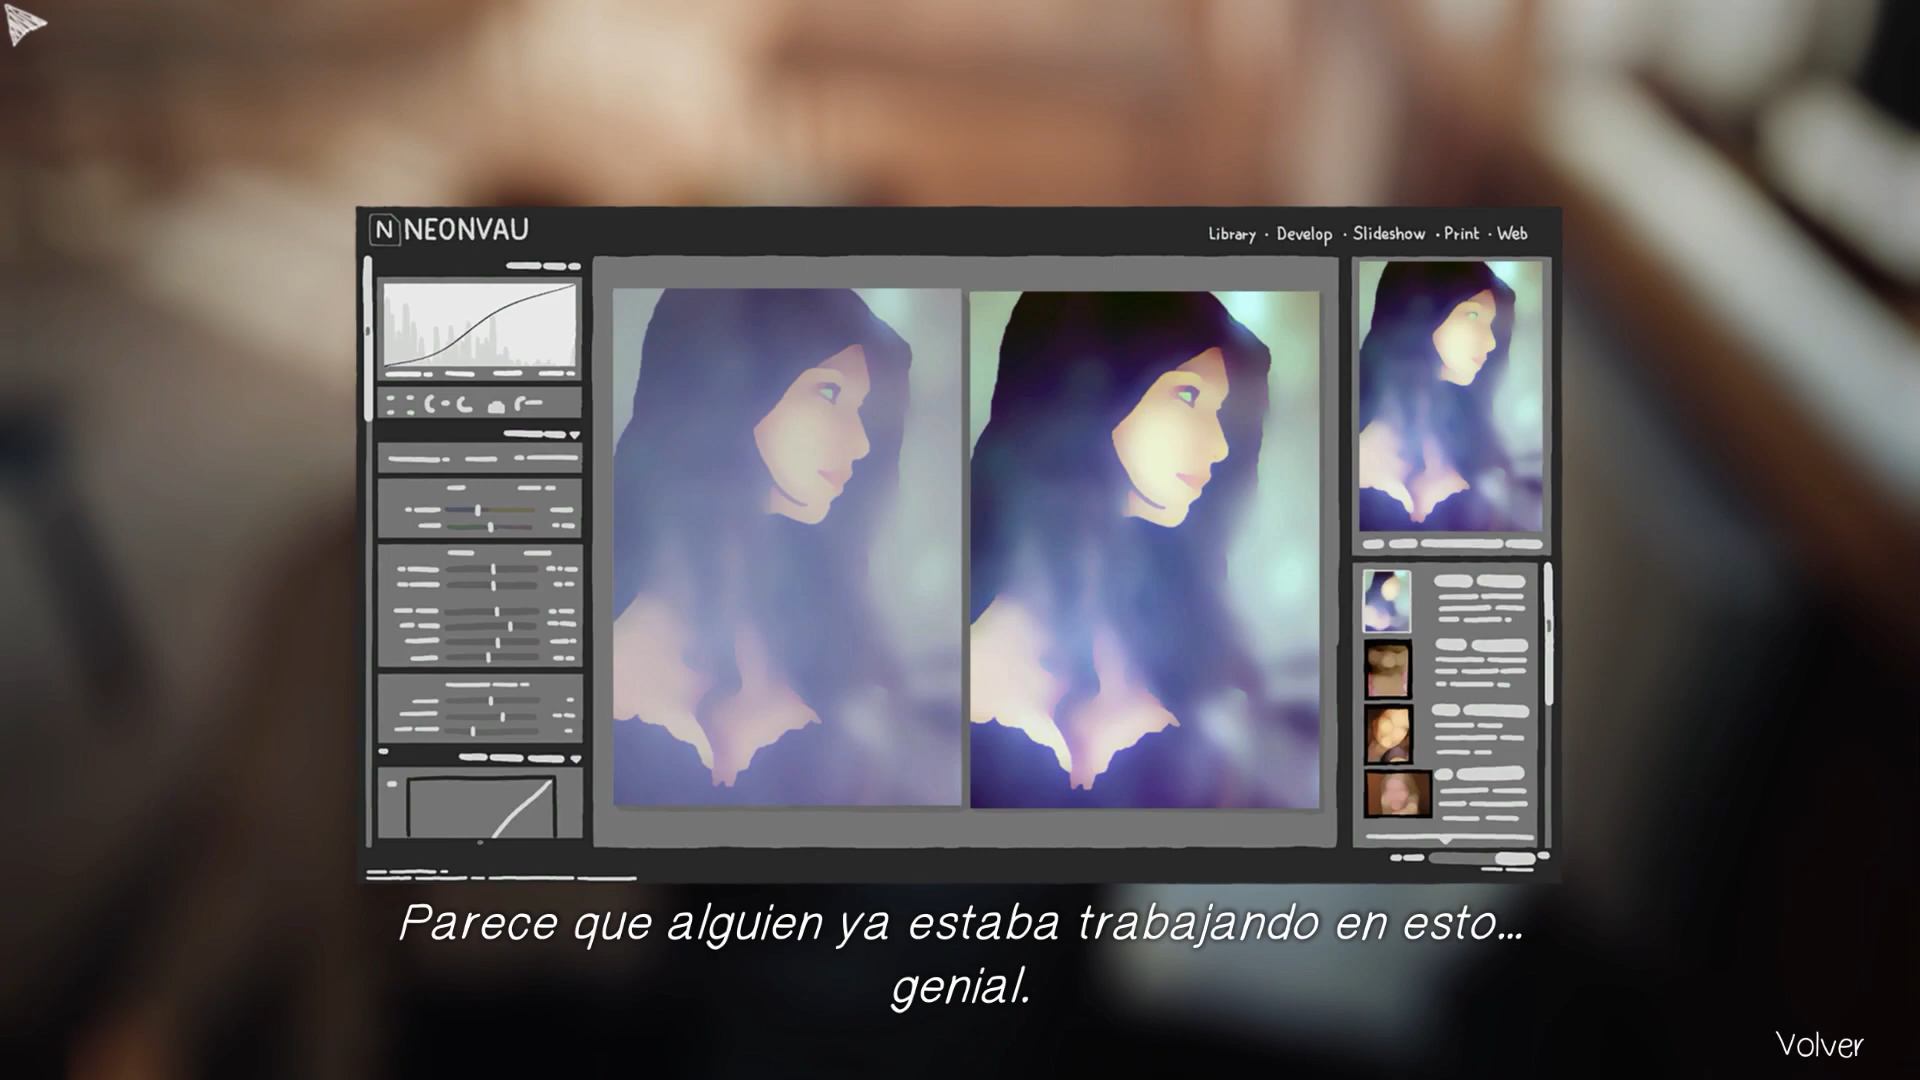 NEONVAU
Library · Develop · Slideshow · Print · Web
Parece que alguien ya estaba trabajando en esto...
genial.
Volver